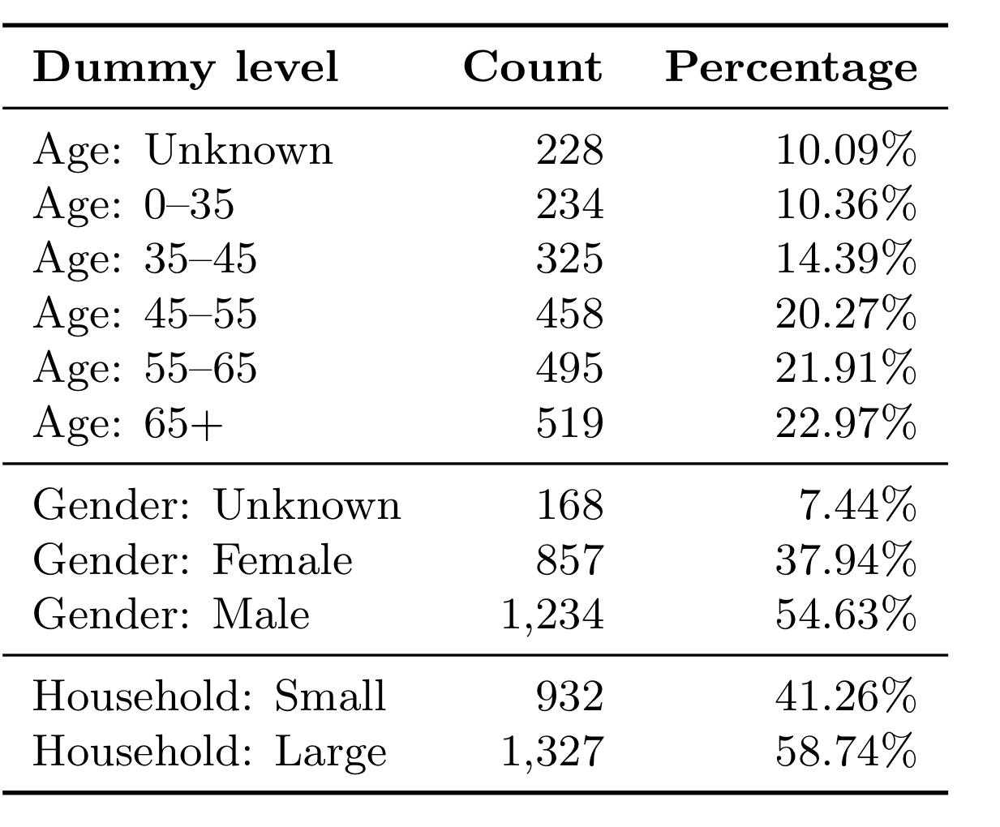 Dummy level Count Percentage
Age: Unknown 228 10.09%
Age: 0–35 234 10.36%
Age: 35–45 325 14.39%
Age: 45–55 458 20.27%
Age: 55–65 495 21.91%
Age: 65+ 519 22.97%
Gender: Unknown 168 7.44%
Gender: Female 857 37.94%
Gender: Male 1,234 54.63%
Household: Small 932 41.26%
Household: Large 1,327 58.74%